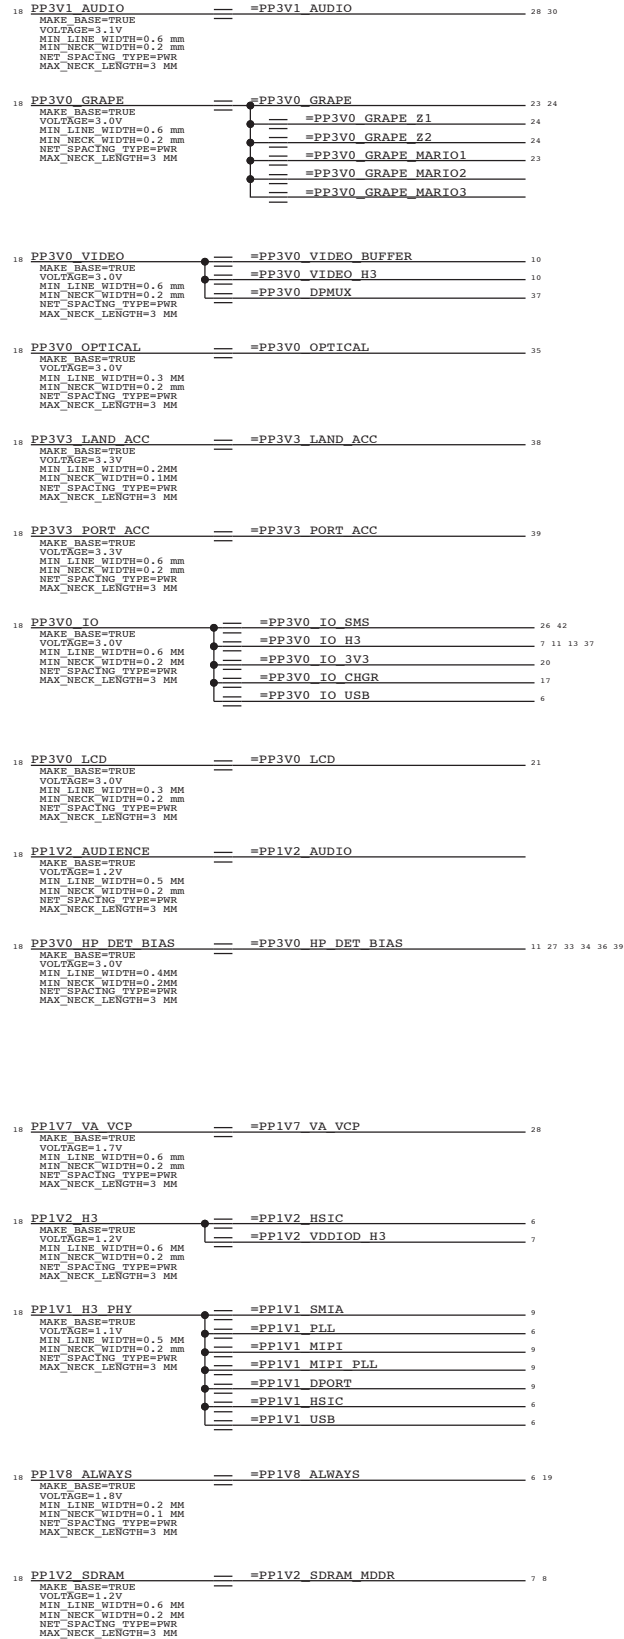 18 PP3V1_AUDIO =PP3V1_AUDIO 28 30
MAKE_BASE=TRUE
VOLTAGE=3.1V
MIN_LINE_WIDTH=0.6 mm
MIN_NECK_WIDTH=0.2 mm
NET_SPACING_TYPE=PWR
MAX_NECK_LENGTH=3 MM
18 PP3V0_GRAPE =PP3V0_GRAPE 23 24
MAKE_BASE=TRUE
=PP3V0_GRAPE_Z1 24
VOLTAGE=3.0V
MIN_LINE_WIDTH=0.6 mm
=PP3V0_GRAPE_Z2 24
MIN_NECK_WIDTH=0.2 mm
NET_SPACING_TYPE=PWR
=PP3V0_GRAPE_MARIO1 23
MAX_NECK_LENGTH=3 MM
=PP3V0_GRAPE_MARIO2
=PP3V0_GRAPE_MARIO3
18 PP3V0_VIDEO =PP3V0_VIDEO_BUFFER 10
MAKE_BASE=TRUE
=PP3V0_VIDEO_H3 10
VOLTAGE=3.0V
MIN_LINE_WIDTH=0.6 mm
=PP3V0_DPMUX 37
MIN_NECK_WIDTH=0.2 mm
NET_SPACING_TYPE=PWR
MAX_NECK_LENGTH=3 MM
18 PP3V0_OPTICAL =PP3V0_OPTICAL 35
MAKE_BASE=TRUE
VOLTAGE=3.0V
MIN_LINE_WIDTH=0.3 MM
MIN_NECK_WIDTH=0.2 mm
NET_SPACING_TYPE=PWR
MAX_NECK_LENGTH=3 MM
18 PP3V3_LAND_ACC =PP3V3_LAND_ACC 38
MAKE_BASE=TRUE
VOLTAGE=3.3V
MIN_LINE_WIDTH=0.2MM
MIN_NECK_WIDTH=0.1MM
NET_SPACING_TYPE=PWR
MAX_NECK_LENGTH=3 MM
18 PP3V3_PORT_ACC =PP3V3_PORT_ACC 39
MAKE_BASE=TRUE
VOLTAGE=3.3V
MIN_LINE_WIDTH=0.6 mm
MIN_NECK_WIDTH=0.2 mm
NET_SPACING_TYPE=PWR
MAX_NECK_LENGTH=3 MM
18 PP3V0_IO =PP3V0_IO_SMS 26 42
MAKE_BASE=TRUE
=PP3V0_IO_H3 7 11 13 37
VOLTAGE=3.0V
MIN_LINE_WIDTH=0.6 MM
=PP3V0_IO_3V3 20
MIN_NECK_WIDTH=0.2 MM
NET_SPACING_TYPE=PWR
=PP3V0_IO_CHGR 17
MAX_NECK_LENGTH=3 MM
=PP3V0_IO_USB 6
18 PP3V0_LCD =PP3V0_LCD 21
MAKE_BASE=TRUE
VOLTAGE=3.0V
MIN_LINE_WIDTH=0.3 MM
MIN_NECK_WIDTH=0.2 mm
NET_SPACING_TYPE=PWR
MAX_NECK_LENGTH=3 MM
18 PP1V2_AUDIENCE =PP1V2_AUDIO
MAKE_BASE=TRUE
VOLTAGE=1.2V
MIN_LINE_WIDTH=0.5 MM
MIN_NECK_WIDTH=0.2 mm
NET_SPACING_TYPE=PWR
MAX_NECK_LENGTH=3 MM
18 PP3V0_HP_DET_BIAS =PP3V0_HP_DET_BIAS 11 27 33 34 36 39
MAKE_BASE=TRUE
VOLTAGE=3.0V
MIN_LINE_WIDTH=0.4MM
MIN_NECK_WIDTH=0.2MM
NET_SPACING_TYPE=PWR
MAX_NECK_LENGTH=3 MM
18 PP1V7_VA_VCP =PP1V7_VA_VCP 28
MAKE_BASE=TRUE
VOLTAGE=1.7V
MIN_LINE_WIDTH=0.6 mm
MIN_NECK_WIDTH=0.2 mm
NET_SPACING_TYPE=PWR
MAX_NECK_LENGTH=3 MM
18 PP1V2_H3 =PP1V2_HSIC 6
MAKE_BASE=TRUE
=PP1V2_VDDIOD_H3 7
VOLTAGE=1.2V
MIN_LINE_WIDTH=0.6 MM
MIN_NECK_WIDTH=0.2 mm
NET_SPACING_TYPE=PWR
MAX_NECK_LENGTH=3 MM
18 PP1V1_H3_PHY =PP1V1_SMIA 9
MAKE_BASE=TRUE
=PP1V1_PLL 6
VOLTAGE=1.1V
MIN_LINE_WIDTH=0.5 MM
=PP1V1_MIPI 9
MIN_NECK_WIDTH=0.2 mm
NET_SPACING_TYPE=PWR
=PP1V1_MIPI_PLL 9
MAX_NECK_LENGTH=3 MM
=PP1V1_DPORT 9
=PP1V1_HSIC 6
=PP1V1_USB 6
18 PP1V8_ALWAYS =PP1V8_ALWAYS 6 19
MAKE_BASE=TRUE
VOLTAGE=1.8V
MIN_LINE_WIDTH=0.2 MM
MIN_NECK_WIDTH=0.1 MM
NET_SPACING_TYPE=PWR
MAX_NECK_LENGTH=3 MM
18 PP1V2_SDRAM =PP1V2_SDRAM_MDDR 7 8
MAKE_BASE=TRUE
VOLTAGE=1.2V
MIN_LINE_WIDTH=0.6 MM
MIN_NECK_WIDTH=0.2 MM
NET_SPACING_TYPE=PWR
MAX_NECK_LENGTH=3 MM